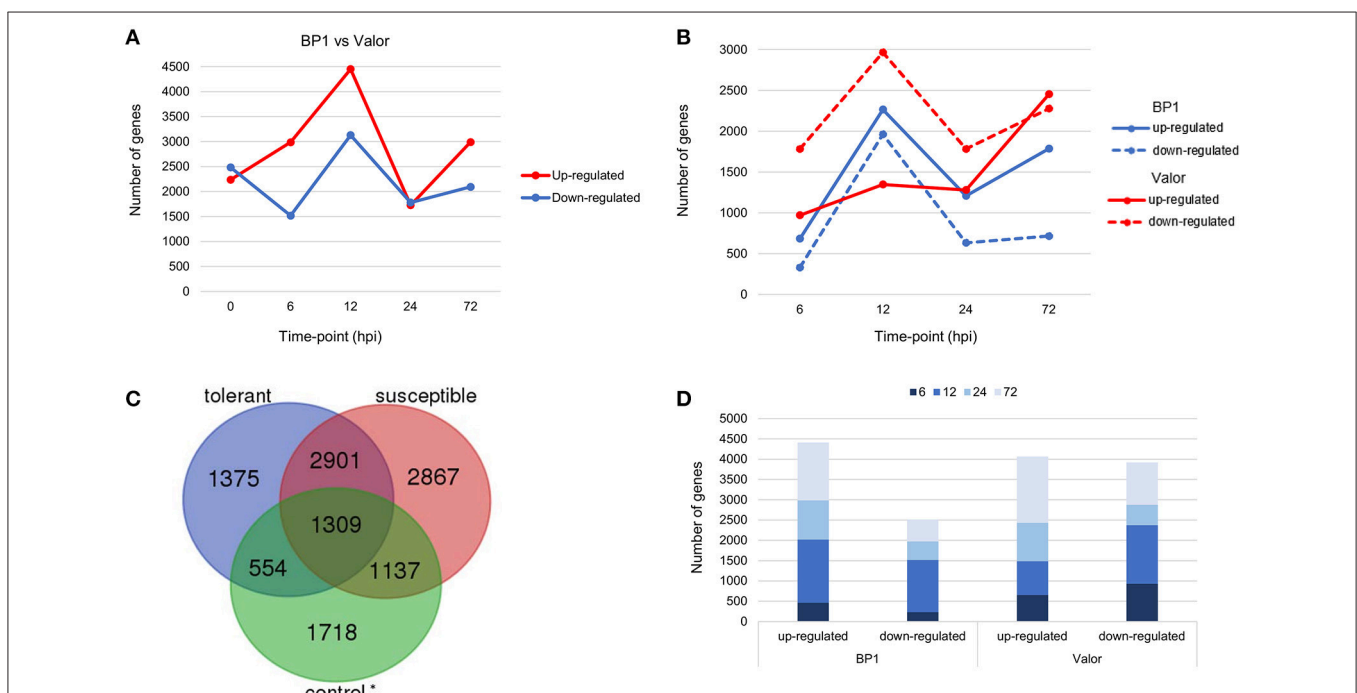 A
BP1 vs Valor
Number of genes
4500
4000
3500
3000
2500
2000
1500
1000
500
0
0 6 12 24 72
Time-point (hpi)
Up-regulated
Down-regulated
B
Number of genes
3000
2500
2000
1500
1000
500
0
6 12 24 72
Time-point (hpi)
BP1
up-regulated
down-regulated
Valor
up-regulated
down-regulated
C
tolerant susceptible
1375 2901 2867
1309
554 1137
1718
control *
D
6 12 24 72
Number of genes
5000
4500
4000
3500
3000
2500
2000
1500
1000
500
0
up-regulated down-regulated up-regulated down-regulated
BP1 Valor